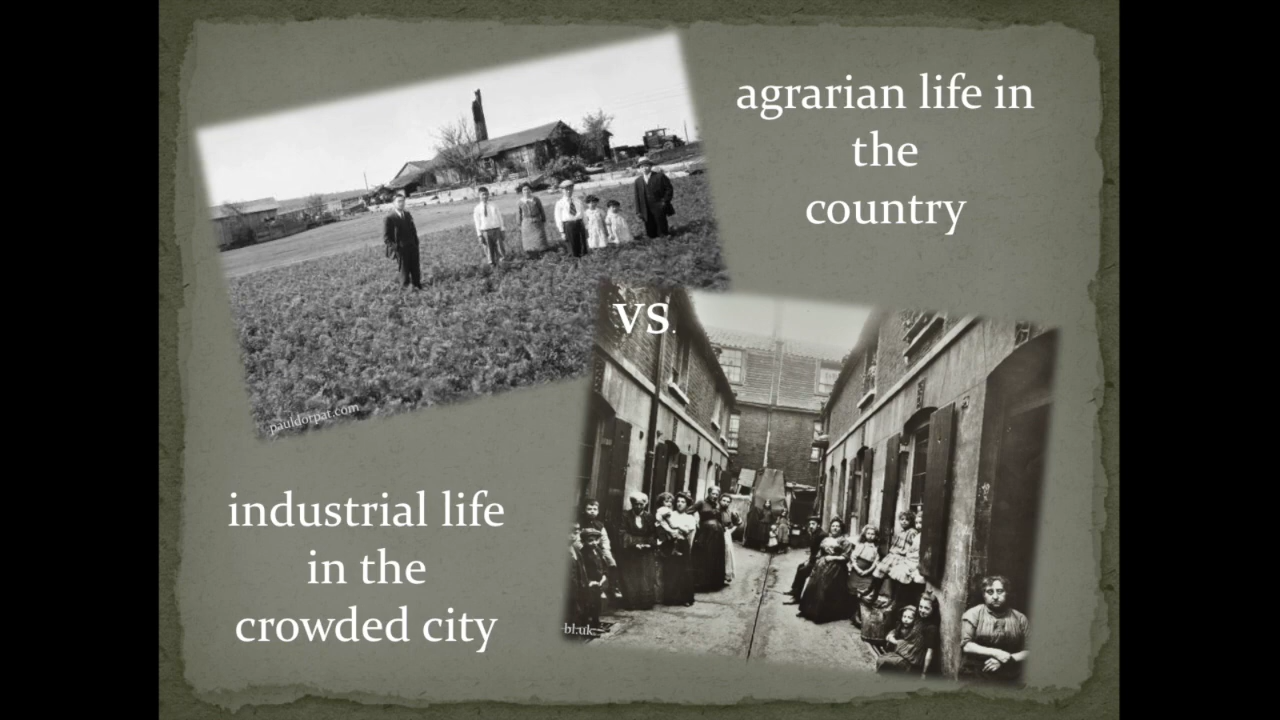 agrarian life in
the
country
vs.
pauldorpat.com
industrial life
in the
crowded city
bl.uk